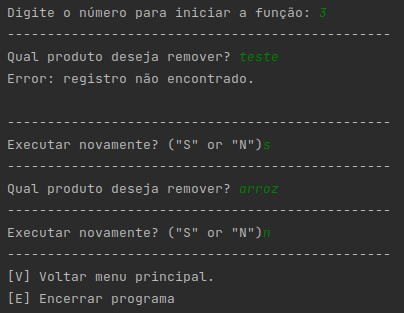 Digite o número para iniciar a função: 3
------------------------------------------------
Qual produto deseja remover? teste
Error: registro não encontrado.
------------------------------------------------
Executar novamente? ("S" or "N")s
------------------------------------------------
Qual produto deseja remover? arroz
------------------------------------------------
Executar novamente? ("S" or "N")n
------------------------------------------------
[V] Voltar menu principal.
[E] Encerrar programa